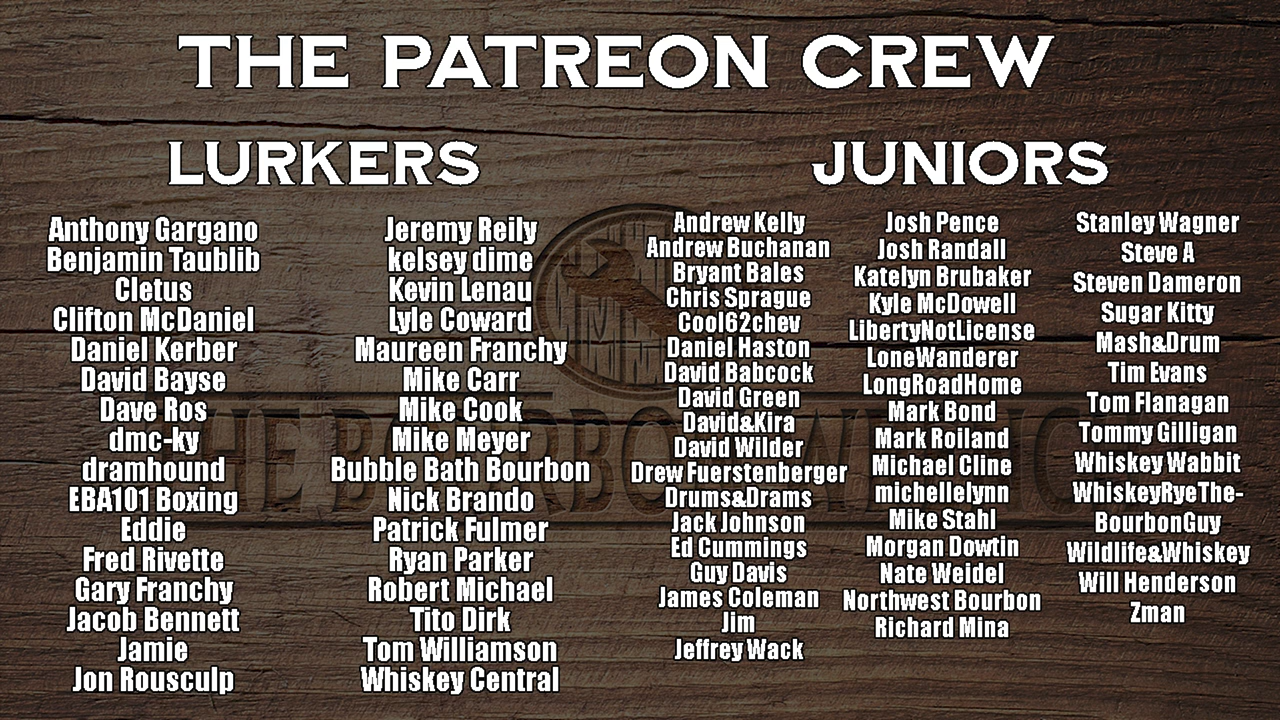 THE PATREON CREW
LURKERS
Anthony Gargano
Benjamin Taublib
Cletus
Clifton McDaniel
Daniel Kerber
David Bayse
Dave Ros
dmc-ky
dramhound
EBA101 Boxing
Eddie
Fred Rivette
Gary Franchy
Jacob Bennett
Jamie
Jon Rousculp
Jeremy Reily
kelsey dime
Kevin Lenau
Lyle Coward
Maureen Franchy
Mike Carr
Mike Cook
Mike Meyer
Bubble Bath Bourbon
Nick Brando
Patrick Fulmer
Ryan Parker
Robert Michael
Tito Dirk
Tom Williamson
Whiskey Central
JUNIORS
Andrew Kelly
Andrew Buchanan
Bryant Bales
Chris Sprague
Cool62chev
Daniel Haston
David Babcock
David Green
David&Kira
David Wilder
Drew Fuerstenberger
Drums&Drams
Jack Johnson
Ed Cummings
Guy Davis
James Coleman
Jim
Jeffrey Wack
Josh Pence
Josh Randall
Katelyn Brubaker
Kyle McDowell
LibertyNotLicense
LoneWanderer
LongRoadHome
Mark Bond
Mark Roiland
Michael Cline
michellelynn
Mike Stahl
Morgan Dowtin
Nate Weidel
Northwest Bourbon
Richard Mina
Stanley Wagner
Steve A
Steven Dameron
Sugar Kitty
Mash&Drum
Tim Evans
Tom Flanagan
Tommy Gilligan
Whiskey Wabbit
WhiskeyRyeThe-
BourbonGuy
Wildlife&Whiskey
Will Henderson
Zman